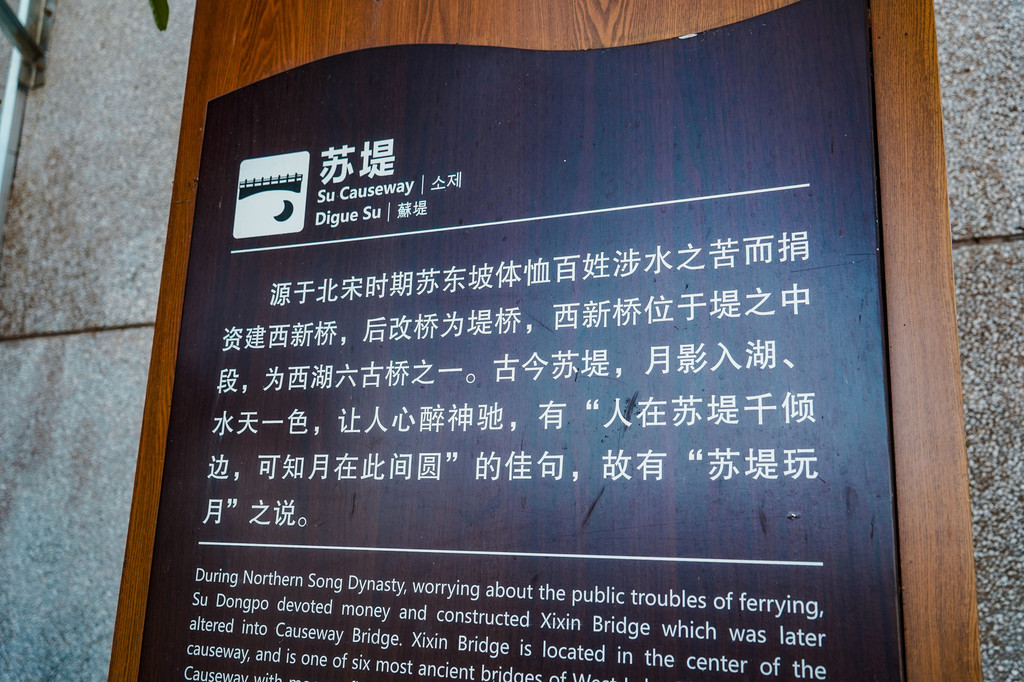 苏堤
Su Causeway | 소제
Digue Su | 蘇堤
源于北宋时期苏东坡体恤百姓涉水之苦而捐
资建西新桥，后改桥为堤桥，西新桥位于堤之中
段，为西湖六古桥之一。古今苏堤，月影入湖、
水天一色，让人心醉神驰，有“人在苏堤千倾
边，可知月在此间圆”的佳句，故有“苏堤玩
月”之说。
During Northern Song Dynasty, worrying about the public troubles of ferrying,
Su Dongpo devoted money and constructed Xixin Bridge which was later
altered into Causeway Bridge. Xixin Bridge is located in the center of the
causeway, and is one of six most ancient bridges of West
Causeway with